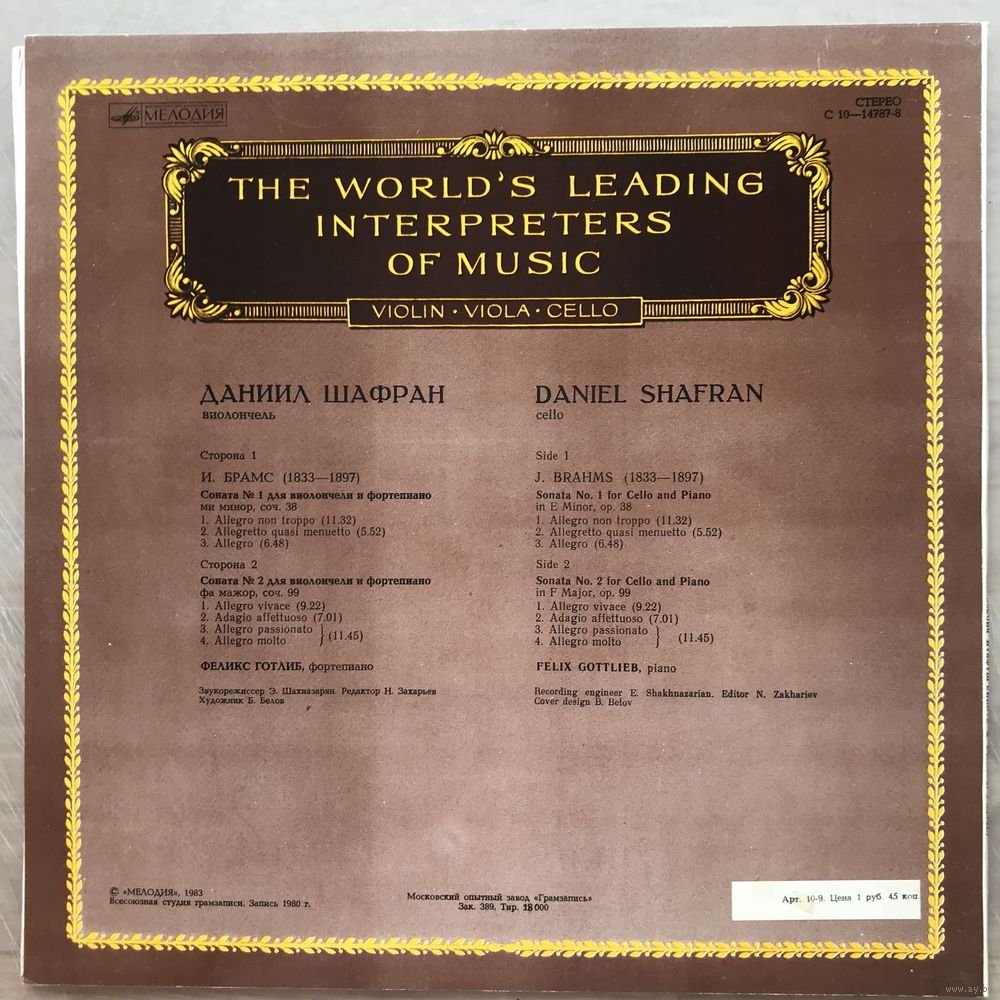 МЕЛОДИЯ
СТЕРЕО
С 10—14787-8
THE WORLD'S LEADING
INTERPRETERS
OF MUSIC
VIOLIN · VIOLA · CELLO
ДАНИИЛ ШАФРАН
виолончель
Сторона 1
И. БРАМС (1833—1897)
Соната № 1 для виолончели и фортепиано
ми минор, соч. 38
1. Allegro non troppo (11.32)
2. Allegretto quasi menuetto (5.52)
3. Allegro (6.48)
Сторона 2
Соната № 2 для виолончели и фортепиано
фа мажор, соч. 99
1. Allegro vivace (9.22)
2. Adagio affettuoso (7.01)
3. Allegro passionato
4. Allegro molto } (11.45)
ФЕЛИКС ГОТЛИБ, фортепиано
Звукорежиссер Э. Шахназарян. Редактор Н. Захарьев
Художник Б. Белов
DANIEL SHAFRAN
cello
Side 1
J. BRAHMS (1833—1897)
Sonata No. 1 for Cello and Piano
in E Minor, op. 38
1. Allegro non troppo (11.32)
2. Allegretto quasi menuetto (5.52)
3. Allegro (6.48)
Side 2
Sonata No. 2 for Cello and Piano
in F Major, op. 99
1. Allegro vivace (9.22)
2. Adagio affettuoso (7.01)
3. Allegro passionato
4. Allegro molto } (11.45)
FELIX GOTTLIEB, piano
Recording engineer E. Shakhnazarian. Editor N. Zakhariev
Cover design B. Belov
© «МЕЛОДИЯ», 1983
Всесоюзная студия грамзаписи. Запись 1980 г.
Московский опытный завод «Грамзапись»
Зак. 389. Тир. 18000
Арт. 10-9. Цена 1 руб. 45 коп
www.ay.by